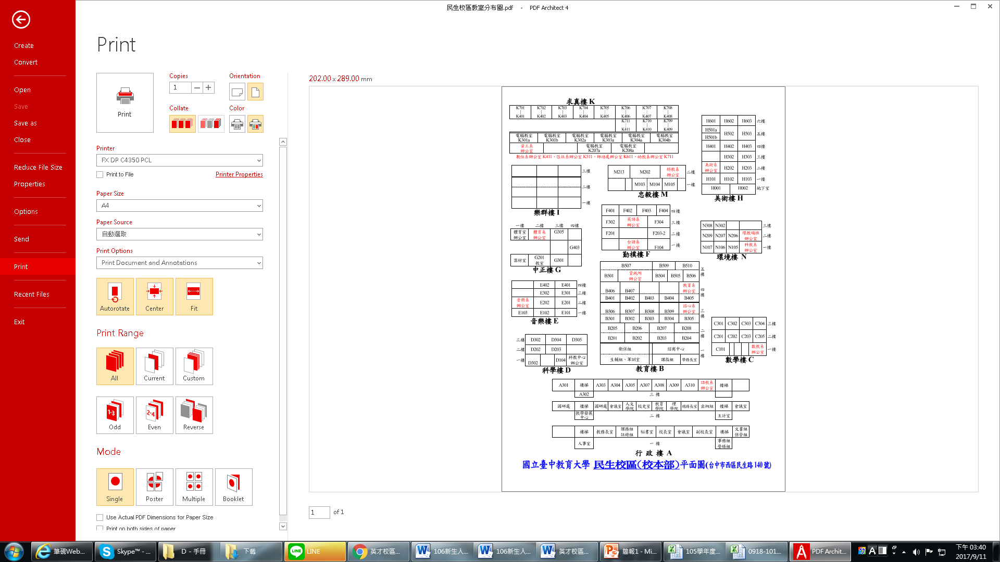 民生校區教室分布圖.pdf - PDF Architect 4
Create
Convert
Open
Save
Save as
Close
Reduce File Size
Properties
Options
Send
Print
Recent Files
Exit
Print
Print
Copies
1
Orientation
Collate
Color
Printer
FX DP C4350 PCL
Print to File
Printer Properties
Paper Size
A4
Paper Source
自動選取
Print Options
Print Document and Annotations
Autorotate Center Fit
Print Range
All Current Custom
1-3 2-4
Odd Even Reverse
Mode
Single Poster Multiple Booklet
Use Actual PDF Dimensions for Paper Size
Print on both sides of paper
202.00 x 289.00 mm
求真樓 K
K701 K702 K703 K704 K705 K706 K707 K708
K401 K402 K403 K404 K405 K406 K407 K408
K711 K710 K709
K411 K410 K409
電腦教室 電腦教室 電腦教室 電腦教室 電腦教室 電腦教室
K301a K301b K302a K303a K304a K304b
資工系 辦公室 電腦教室 K207a 電腦教室 K208a
數位系辦公室 K411、區社系辦公室 K511、師培處辦公室 K611、幼教系辦公室 K711
H601 H602 H603 六樓
H501a H501b H502 H503 五樓
H401 H402 H403 四樓
H302 H303 三樓
美術系 辦公室 H202 H203 二樓
H101 H102 H103 一樓
H001 H002 地下室
美術樓 H
三樓
二樓
一樓
樂群樓 I
M213 M202 特教系 辦公室 二樓
M103 M104 M105 一樓
忠毅樓 M
一樓 二樓 三樓 四樓
體育室 辦公室 體育系 辦公室 G305
G403
器材室 G201 教室 G301
中正樓 G
F401 F402 F403 F404 四樓
F302 英語系 辦公室 F304 三樓
F201 F203-2 二樓
台語系 辦公室 F104 一樓
勤樸樓 F
N308 N302 三樓
N209 N207 N206 環教碩班 辦公室 二樓
N107 N106 N105 科教系 辦公室 一樓
環境樓 N
E402 E401 四樓
E302 E301 三樓
音樂系 辦公室 E202 E201 二樓
E103 E102 E101 一樓
音樂樓 E
B507 B509 B510 五樓
B501 資統所 辦公室 B504 B505 B506
B406 B407 教育系 辦公室 四樓
B401 B402 B403 B404 B405
B306 B307 B308 B309 諮心系 辦公室 三樓
B301 B302 B303 B304 B305
B205 B206 B207 B208 二樓
B201 B202 B203 B204
衛保組 諮商中心 一樓
生輔組、軍訓室 課指組 學務長室
教育樓 B
三樓 D302 D304 D305
二樓 D202 D203
一樓 D302 D104 科教中心 辦公室
科學樓 D
C301 C302 C303 C304 三樓
C201 C202 C203 C205 二樓
C101 數教系 辦公室 一樓
數學樓 C
A301 樓梯 A303 A304 A305 A307 A308 A309 A310 語教系 辦公室 樓梯
A302 三 樓
國研處 樓梯 國研處 會議室 人文學院 校史室 教育學院 理學院 總務長室 出納組 樓梯 會議室
教學發展中心 二 樓 主計室
樓梯 教務長室 課務組 註冊組 秘書室 校長室 會議室 副校長室 樓梯 文書組 保管組
人事室 一 樓 事務組 營繕組
行 政 樓 A
國立臺中教育大學 民生校區(校本部)平面圖(台中市西區民生路 140 號)
1 of 1
筆硯Web... Skype™ - ... D - 手冊 下載 LINE 英才校區... 106新生入... 106新生入... 英才校區... 簡報1 - Mi... 105學年度... 0918-101... PDF Archit...
下午 03:40
2017/9/11